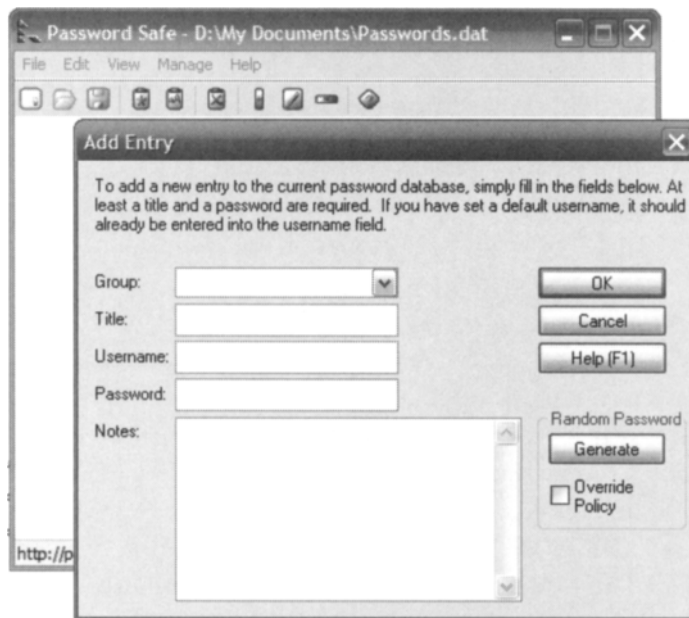 Password Safe - D:\My Documents\Passwords.dat
File Edit View Manage Help
Add Entry
To add a new entry to the current password database, simply fill in the fields below. At
least a title and a password are required. If you have set a default username, it should
already be entered into the username field.
Group:
OK
Title:
Cancel
Username:
Help (F1)
Password:
Notes:
Random Password
Generate
Override
Policy
http://p